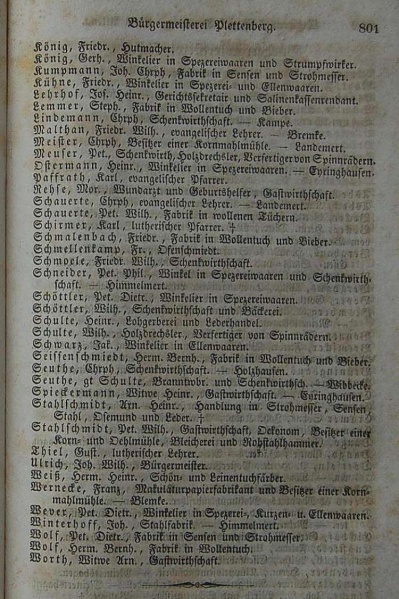 Bürgermeisterei Plettenberg. 801
König, Friedr., Hutmacher.
König, Gerh., Winkelier in Spezereiwaaren und Strumpfwirker.
Kumpmann, Joh. Chrph, Fabrik in Sensen und Strohmesser.
Kühne, Friedr., Winkelier in Spezerei- und Ellenwaaren.
Lehrhof, Jos. Heinr., Gerichtssekretair und Salinenkassenrendant.
Lemmer, Steph., Fabrik in Wollentuch und Bieber.
Lindemann, Chrph, Schenkwirthschaft. — Kampe.
Malthan, Friedr. Wilh., evangelischer Lehrer. — Bremke.
Meister, Chrph, Besitzer einer Kornmahlmühle. — Landemert.
Meuser, Pet., Schenkwirth, Holzdrechsler, Verfertiger von Spinnrädern.
Ostermann, Heinr., Winkelier in Spezereiwaaren. — Eyringhausen.
Paffrath, Karl, evangelischer Pfarrer.
Rehse, Mor., Wundarzt und Geburtshelfer, Gastwirthschaft.
Schauerte, Chrph, evangelischer Lehrer. — Landemert.
Schauerte, Pet. Wilh., Fabrik in wollenen Tüchern.
Schirmer, Karl, lutherischer Pfarrer. †
Schmalenbach, Friedr., Fabrik in Wollentuch und Bieber.
Schmellenkamp, Fr., Ofenschmiedt.
Schmoele, Friedr. Wilh., Schenkwirthschaft.
Schneider, Pet. Phil., Winkel in Spezereiwaaren und Schenkwirth-
schaft. — Himmelmert.
Schöttler, Pet. Dietr., Winkelier in Spezereiwaaren.
Schöttler, Wilh., Schenkwirthschaft und Bäckerei.
Schulte, Heinr., Lohgerberei und Lederhandel.
Schulte, Wilh., Holzdrechsler, Verfertiger von Spinnrädern.
Schwarz, Jak., Winkelier in Ellenwaaren.
Seissenschmiedt, Herm. Bernh., Fabrik in Wollentuch und Bieber.
Seuthe, Chrph, Schenkwirthschaft. — Holzhausen.
Seuthe, gt Schulte, Branntwbr. und Schenkwirthsch. — Wibbecke.
Spieckermann, Witwe Heinr., Gastwirthschaft. — Eyringhausen.
Stahlschmidt, Arn. Heinr., Handlung in Strohmesser, Sensen,
Stahl, Osemund und Leder. †
Stahlschmidt, Pet. Wilh., Gastwirthschaft, Oekonom, Besitzer einer
Korn- und Oehlmühle, Bleicherei und Rohstahlhammer.
Thiel, Gust., lutherischer Lehrer.
Ulrich, Joh. Wilh., Bürgermeister.
Weiß, Herm. Heinr., Schön- und Leinentuchfärber.
Wernecke, Franz, Makulaturpapierfabrikant und Besitzer einer Korn-
mahlmühle. — Blemke.
Wever, Pet. Dietr., Winkelier in Spezerei-, Kurzen- u. Ellenwaaren.
Winterhoff, Joh., Stahlfabrik. — Himmelmert.
Wolf, Pet. Dietr., Fabrik in Sensen und Strohmesser.
Wolf, Herm. Bernh., Fabrik in Wollentuch.
Worth, Witwe Arn., Gastwirthschaft.